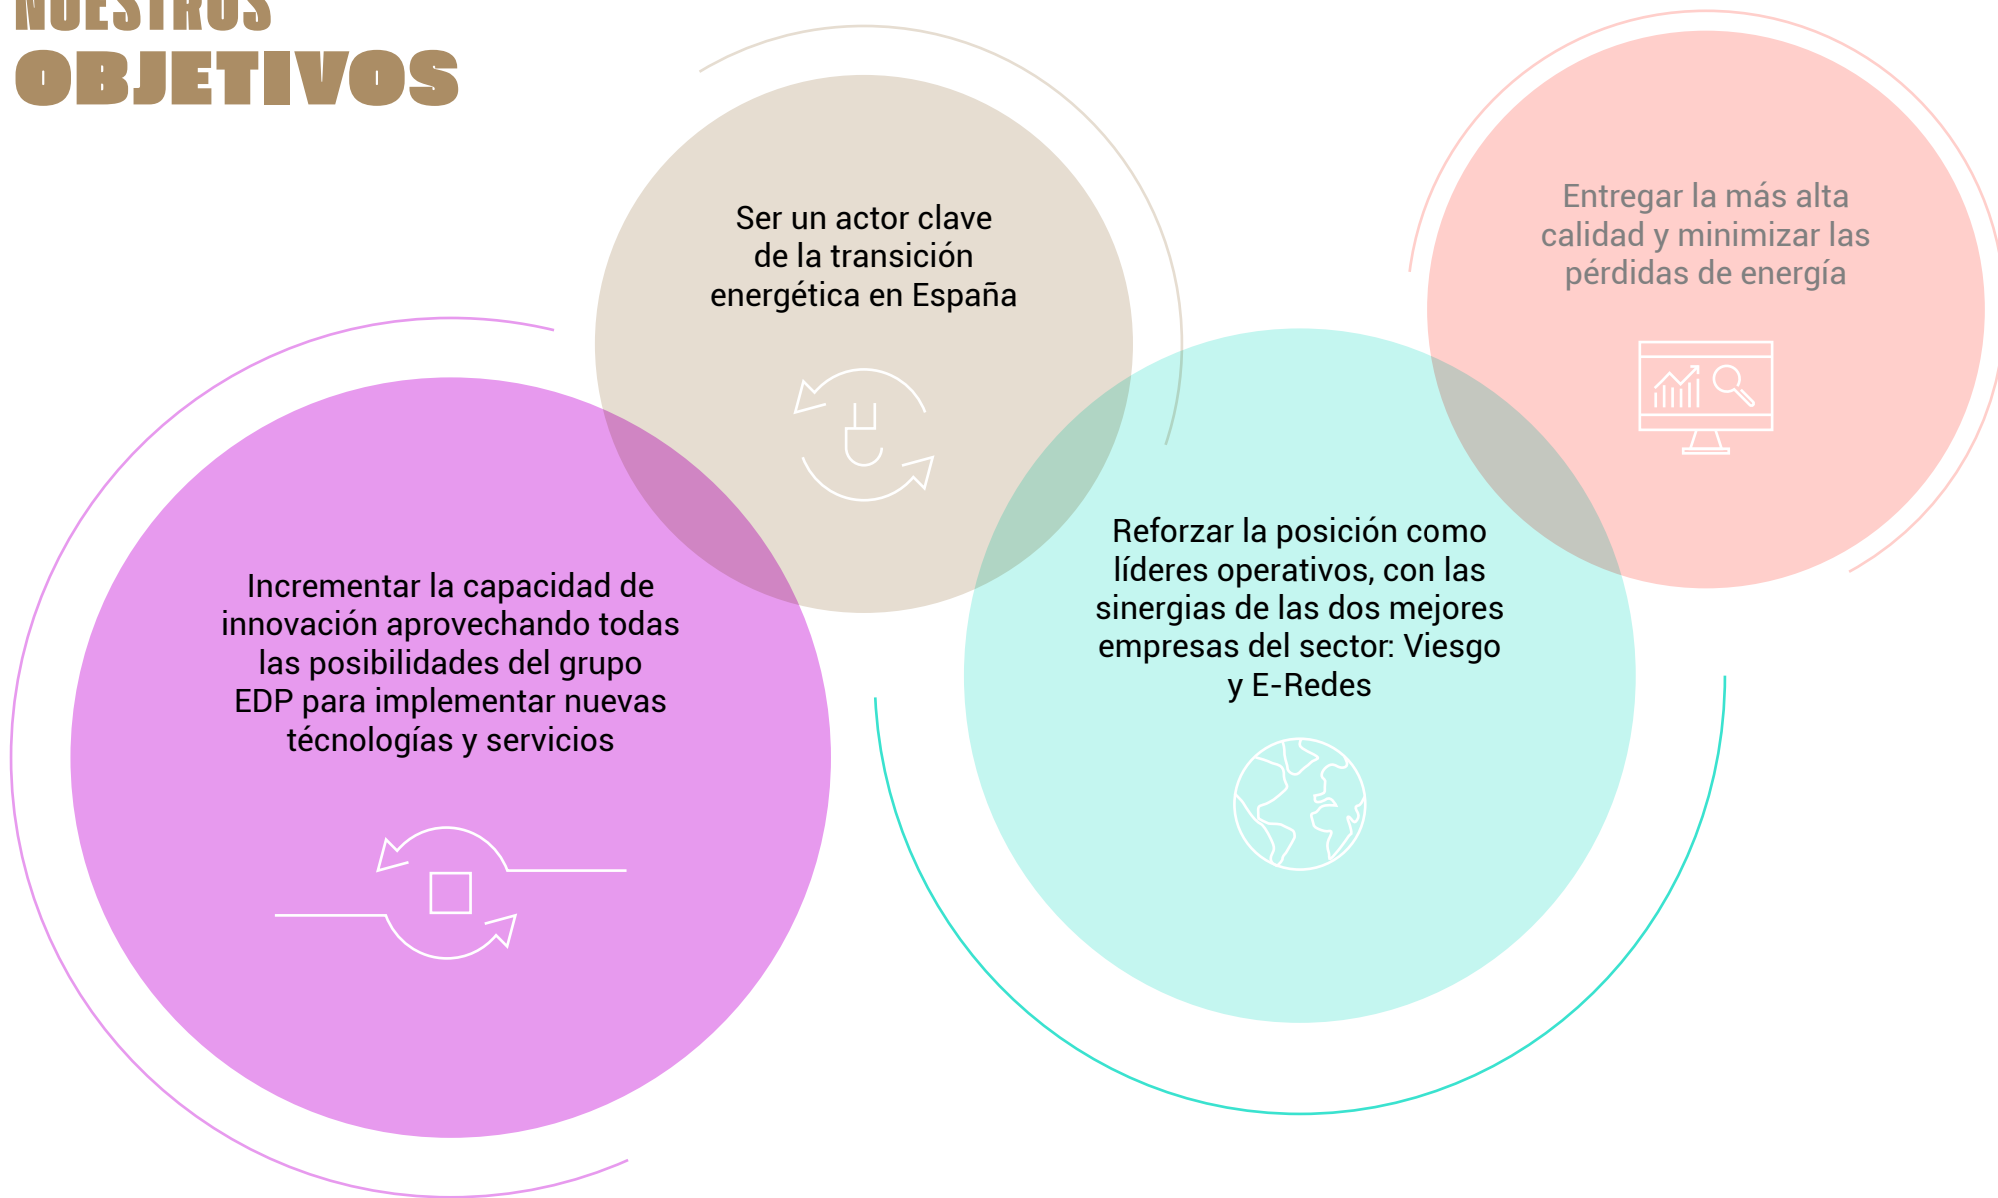 NUESTROS
OBJETIVOS
Incrementar la capacidad de
innovación aprovechando todas
las posibilidades del grupo
EDP para implementar nuevas
técnologías y servicios
Ser un actor clave
de la transición
energética en España
Reforzar la posición como
líderes operativos, con las
sinergias de las dos mejores
empresas del sector: Viesgo
y E-Redes
Entregar la más alta
calidad y minimizar las
pérdidas de energía